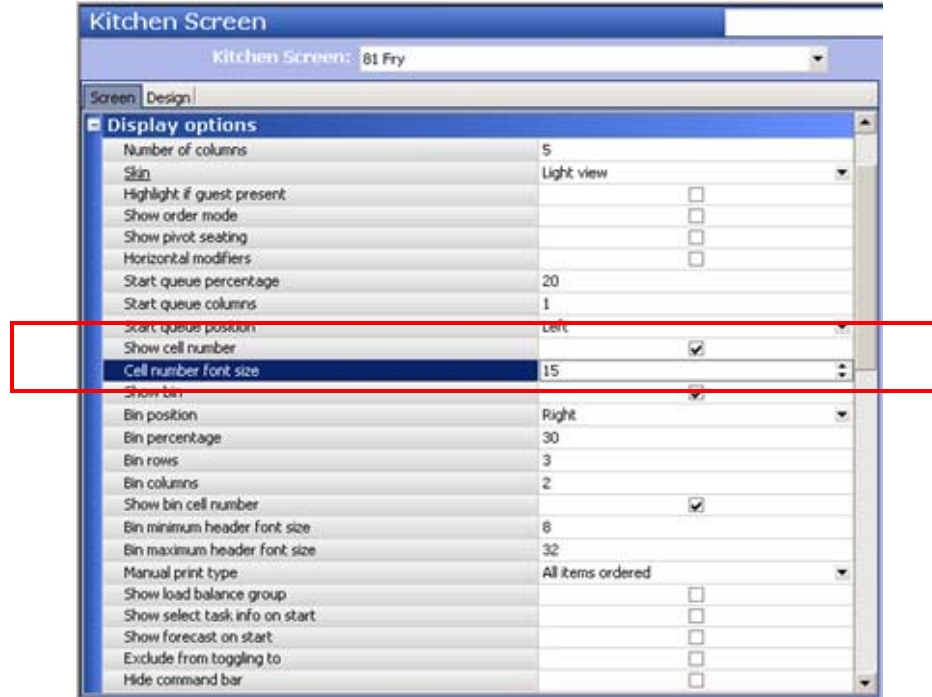 Kitchen Screen
Kitchen Screen: 81 Fry
Screen Design
Display options
Number of columns 5
Skin Light view
Highlight if guest present
Show order mode
Show pivot seating
Horizontal modifiers
Start queue percentage 20
Start queue columns 1
Start queue position Left
Show cell number
Cell number font size 15
Show bin
Bin position Right
Bin percentage 30
Bin rows 3
Bin columns 2
Show bin cell number
Bin minimum header font size 8
Bin maximum header font size 32
Manual print type All items ordered
Show load balance group
Show select task info on start
Show forecast on start
Exclude from toggling to
Hide command bar